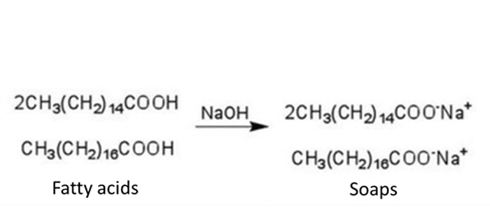 2CH₃(CH₂)₁₄COOH
NaOH
2CH₃(CH₂)₁₄COO⁻Na⁺
CH₃(CH₂)₁₆COOH
CH₃(CH₂)₁₆COO⁻Na⁺
Fatty acids
Soaps